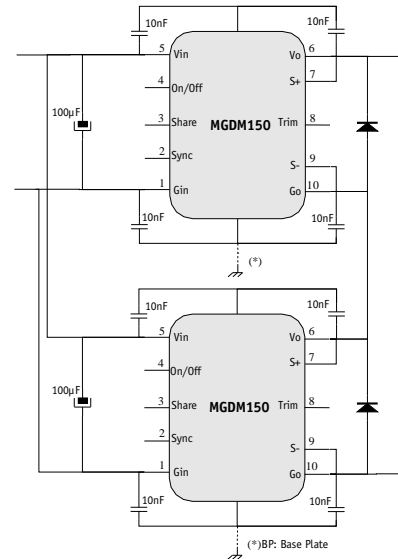 10nF 10nF
5 Vin Vo 6
S+ 7
4 On/Off
100µF 3 Share MGDM150 Trim 8
2 Sync
S- 9
1 Gin Go 10
10nF 10nF
(*)
10nF 10nF
5 Vin Vo 6
S+ 7
4 On/Off
100µF 3 Share MGDM150 Trim 8
2 Sync
S- 9
1 Gin Go 10
10nF 10nF
(*)BP: Base Plate